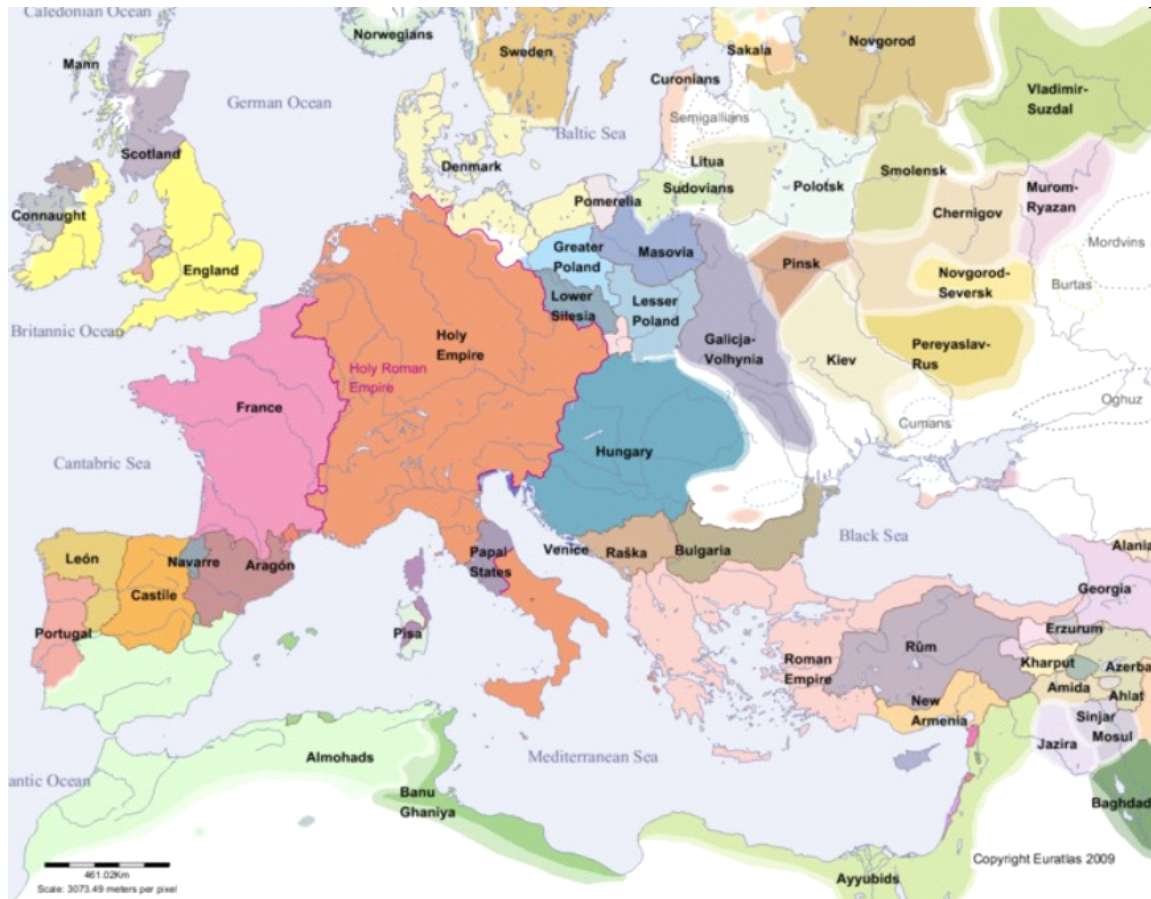 Caledonian Ocean
Norwegians
Sweden
Sakala
Novgorod
Mann
Curonians
Vladimir-
Suzdal
German Ocean
Semigallians
Baltic Sea
Scotland
Denmark
Litua
Smolensk
Sudovians
Polotsk
Murom-
Ryazan
Connaught
Pomerelia
Chernigov
Mordvins
England
Greater
Poland
Masovia
Pinsk
Novgorod-
Seversk
Burtas
Lower
Silesia
Lesser
Poland
Britannic Ocean
Holy
Empire
Galicja-
Volhynia
Kiev
Pereyaslav-
Rus
Holy Roman
Empire
France
Oghuz
Cumans
Cantabric Sea
Hungary
Black Sea
León
Navarre
Aragón
Papal
States
Venice
Raška
Bulgaria
Alania
Castile
Georgia
Portugal
Pisa
Rūm
Erzurum
Roman
Empire
Kharput
Azerba
New
Armenia
Amida
Ahlat
Sinjar
Mosul
Jazira
Almohads
Mediterranean Sea
antic Ocean
Banu
Ghaniya
Baghdad
461.02Km
Scale: 3073.49 meters per pixel
Copyright Euratlas 2009
Ayyubids